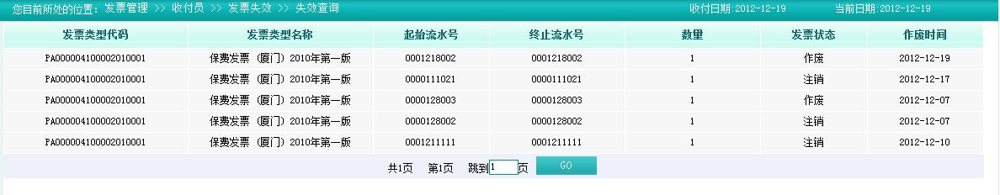 您目前所处的位置: 发票管理 >> 收付员 >> 发票失效 >> 失效查询 收付日期:2012-12-19 当前日期:2012-12-19
发票类型代码 发票类型名称 起始流水号 终止流水号 数量 发票状态 作废时间
PA000004100002010001 保费发票（厦门）2010年第一版 0001218002 0001218002 1 作废 2012-12-19
PA000004100002010001 保费发票（厦门）2010年第一版 0000111021 0000111021 1 注销 2012-12-17
PA000004100002010001 保费发票（厦门）2010年第一版 0000128003 0000128003 1 作废 2012-12-07
PA000004100002010001 保费发票（厦门）2010年第一版 0000128002 0000128002 1 注销 2012-12-07
PA000004100002010001 保费发票（厦门）2010年第一版 0001211111 0001211111 1 注销 2012-12-10
共1页 第1页 跳到1页 GO